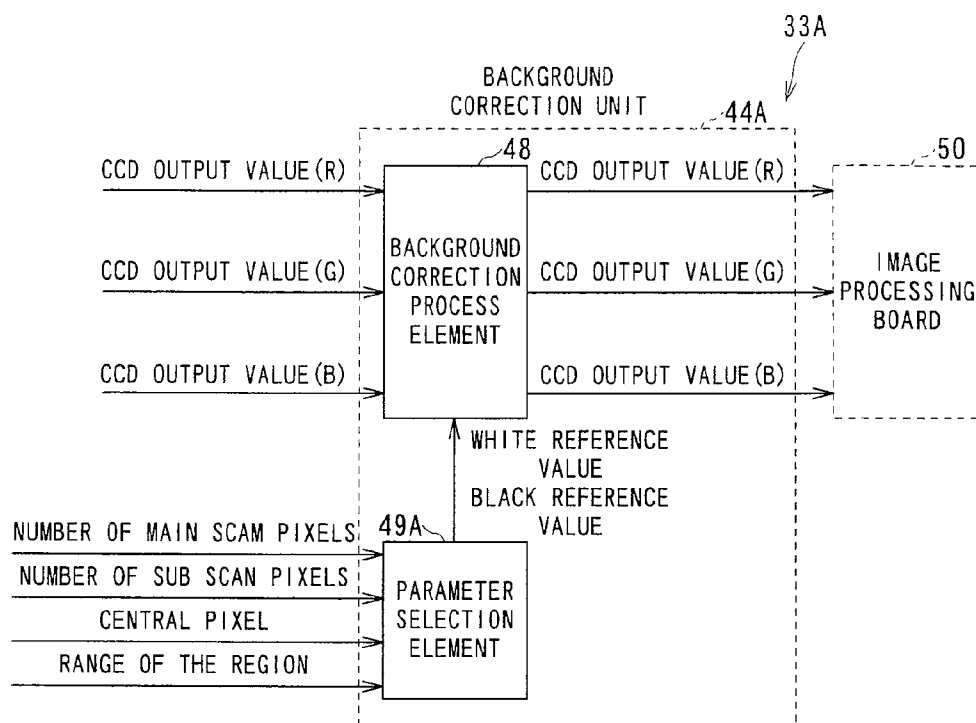 33A
BACKGROUND
CORRECTION UNIT
44A
48
50
CCD OUTPUT VALUE(R)
CCD OUTPUT VALUE(R)
CCD OUTPUT VALUE(G)
CCD OUTPUT VALUE(G)
CCD OUTPUT VALUE(B)
CCD OUTPUT VALUE(B)
BACKGROUND
CORRECTION
PROCESS
ELEMENT
IMAGE
PROCESSING
BOARD
WHITE REFERENCE
VALUE
BLACK REFERENCE
VALUE
49A
NUMBER OF MAIN SCAM PIXELS
NUMBER OF SUB SCAN PIXELS
CENTRAL PIXEL
RANGE OF THE REGION
PARAMETER
SELECTION
ELEMENT